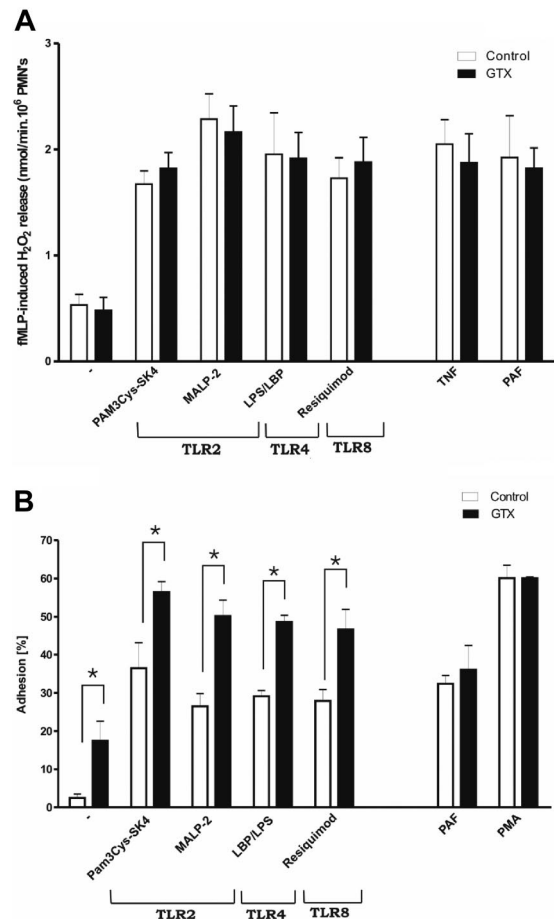 A
Control
GTX
fMLP-induced H₂O₂ release (nmol/min.10⁶ PMN's
3
2
1
0
-
PAM3Cys-SK4
MALP-2
LPS/LBP
Resiquimod
TNF
PAF
TLR2
TLR4
TLR8
B
Control
GTX
Adhesion [%]
70
60
50
40
30
20
10
0
*
*
*
*
*
-
Pam3Cys-SK4
MALP-2
LBP/LPS
Resiquimod
PAF
PMA
TLR2
TLR4
TLR8